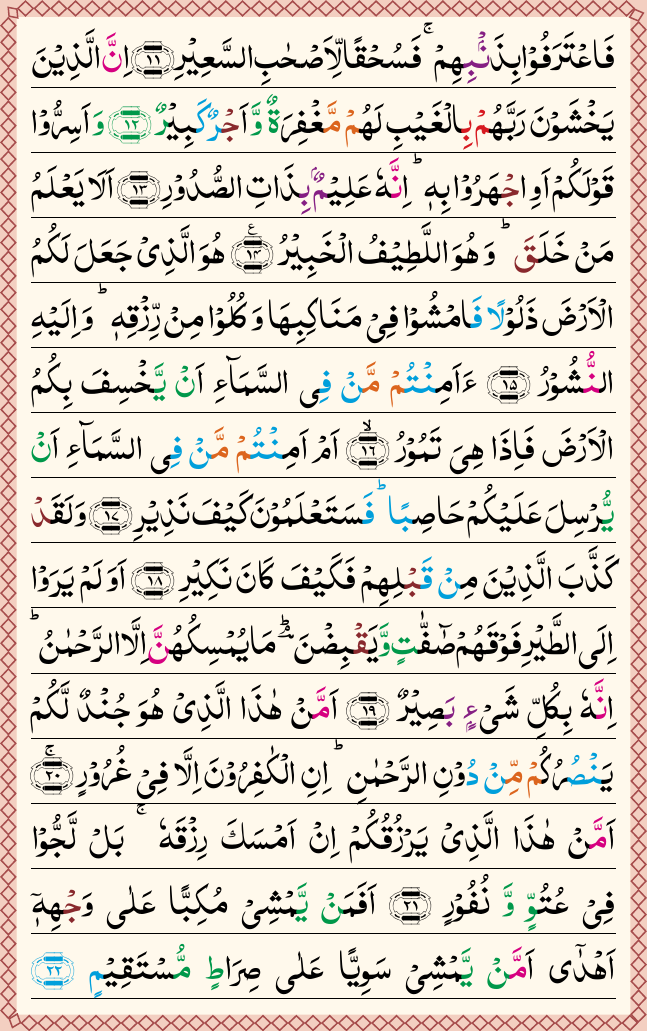 فَاعْتَرَفُوْا بِذَنْۢبِهِمْ ۚ فَسُحْقًا لِّاَصْحٰبِ السَّعِیْرِ ﴿۱۱﴾ اِنَّ الَّذِیْنَ
یَخْشَوْنَ رَبَّهُمْ بِالْغَیْبِ لَهُمْ مَّغْفِرَةٌ وَّاَجْرٌ كَبِیْرٌ ﴿۱۲﴾ وَاَسِرُّوْا
قَوْلَكُمْ اَوِ اجْهَرُوْا بِهٖ ؕ اِنَّهٗ عَلِیْمٌۢ بِذَاتِ الصُّدُوْرِ ﴿۱۳﴾ اَلَا یَعْلَمُ
مَنْ خَلَقَ ؕ وَهُوَ اللَّطِیْفُ الْخَبِیْرُ ﴿۱۴﴾ع هُوَ الَّذِیْ جَعَلَ لَكُمُ
الْاَرْضَ ذَلُوْلًا فَامْشُوْا فِیْ مَنَاكِبِهَا وَكُلُوْا مِنْ رِّزْقِهٖ ؕ وَاِلَیْهِ
النُّشُوْرُ ﴿۱۵﴾ ءَاَمِنْتُمْ مَّنْ فِی السَّمَآءِ اَنْ یَّخْسِفَ بِكُمُ
الْاَرْضَ فَاِذَا هِیَ تَمُوْرُ ﴿۱۶﴾ۙ اَمْ اَمِنْتُمْ مَّنْ فِی السَّمَآءِ اَنْ
یُّرْسِلَ عَلَیْكُمْ حَاصِبًا ؕ فَسَتَعْلَمُوْنَ كَیْفَ نَذِیْرِ ﴿۱۷﴾ وَلَقَدْ
كَذَّبَ الَّذِیْنَ مِنْ قَبْلِهِمْ فَكَیْفَ كَانَ نَكِیْرِ ﴿۱۸﴾ اَوَلَمْ یَرَوْا
اِلَی الطَّیْرِ فَوْقَهُمْ صٰٓفّٰتٍ وَّیَقْبِضْنَ ؔؕ مَا یُمْسِكُهُنَّ اِلَّا الرَّحْمٰنُ ؕ
اِنَّهٗ بِكُلِّ شَیْءٍۭ بَصِیْرٌ ﴿۱۹﴾ اَمَّنْ هٰذَا الَّذِیْ هُوَ جُنْدٌ لَّكُمْ
یَنْصُرُكُمْ مِّنْ دُوْنِ الرَّحْمٰنِ ؕ اِنِ الْكٰفِرُوْنَ اِلَّا فِیْ غُرُوْرٍ ﴿۲۰﴾ۚ
اَمَّنْ هٰذَا الَّذِیْ یَرْزُقُكُمْ اِنْ اَمْسَكَ رِزْقَهٗ ۚ بَلْ لَّجُّوْا
فِیْ عُتُوٍّ وَّنُفُوْرٍ ﴿۲۱﴾ اَفَمَنْ یَّمْشِیْ مُكِبًّا عَلٰی وَجْهِهٖۤ
اَهْدٰۤی اَمَّنْ یَّمْشِیْ سَوِیًّا عَلٰی صِرَاطٍ مُّسْتَقِیْمٍ ﴿۲۲﴾